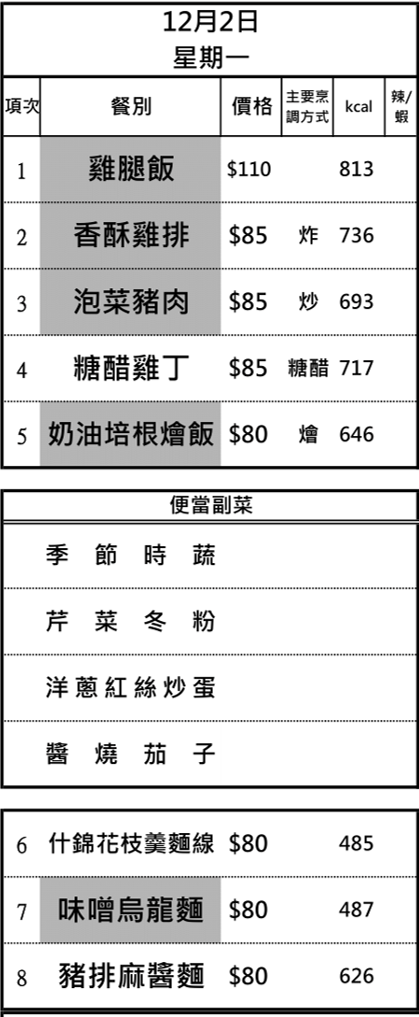 12月2日
星期一
項次 餐別 價格 主要烹調方式 kcal 辣/蝦
1 雞腿飯 $110 813
2 香酥雞排 $85 炸 736
3 泡菜豬肉 $85 炒 693
4 糖醋雞丁 $85 糖醋 717
5 奶油培根燴飯 $80 燴 646
便當副菜
季節時蔬
芹菜冬粉
洋蔥紅絲炒蛋
醬燒茄子
6 什錦花枝羹麵線 $80 485
7 味噌烏龍麵 $80 487
8 豬排麻醬麵 $80 626